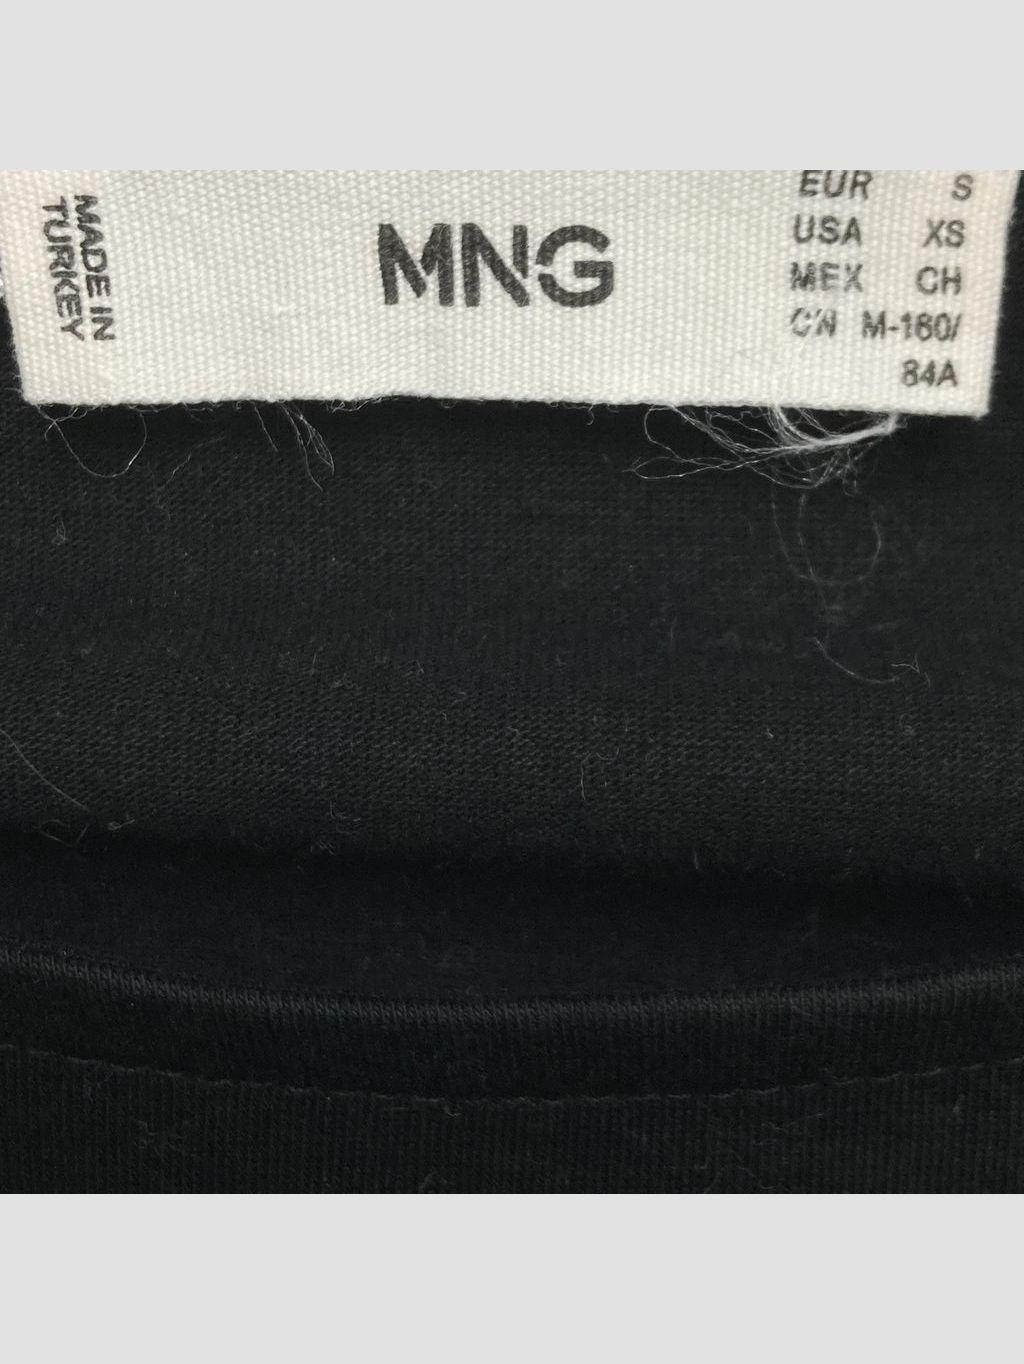 MADE IN
TURKEY
MNG
EUR S
USA XS
MEX CH
CN M-160/
84A